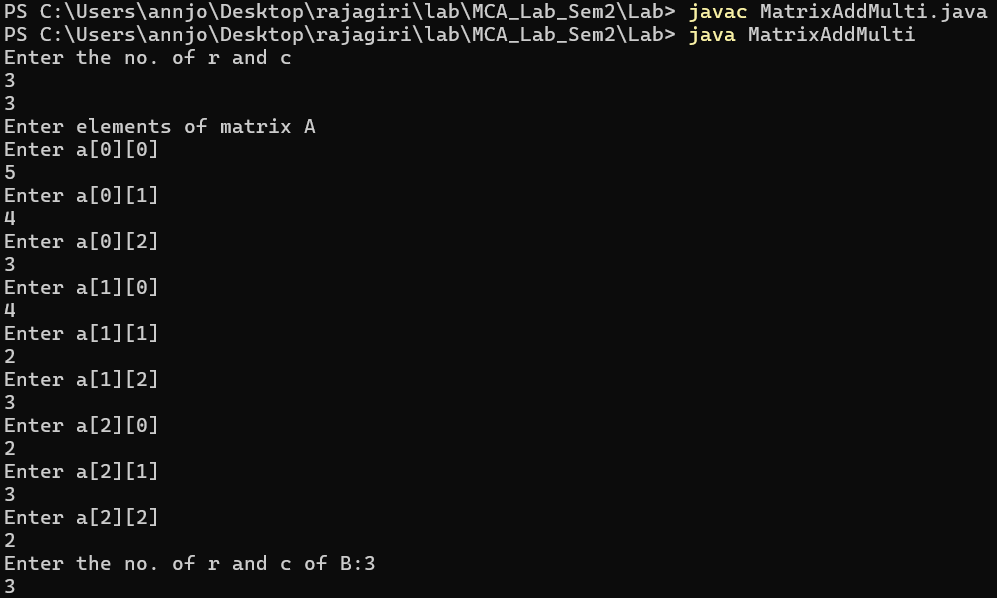 PS C:\Users\annjo\Desktop\rajagiri\lab\MCA_Lab_Sem2\Lab> javac MatrixAddMulti.java
PS C:\Users\annjo\Desktop\rajagiri\lab\MCA_Lab_Sem2\Lab> java MatrixAddMulti
Enter the no. of r and c
3
3
Enter elements of matrix A
Enter a[0][0]
5
Enter a[0][1]
4
Enter a[0][2]
3
Enter a[1][0]
4
Enter a[1][1]
2
Enter a[1][2]
3
Enter a[2][0]
2
Enter a[2][1]
3
Enter a[2][2]
2
Enter the no. of r and c of B:3
3